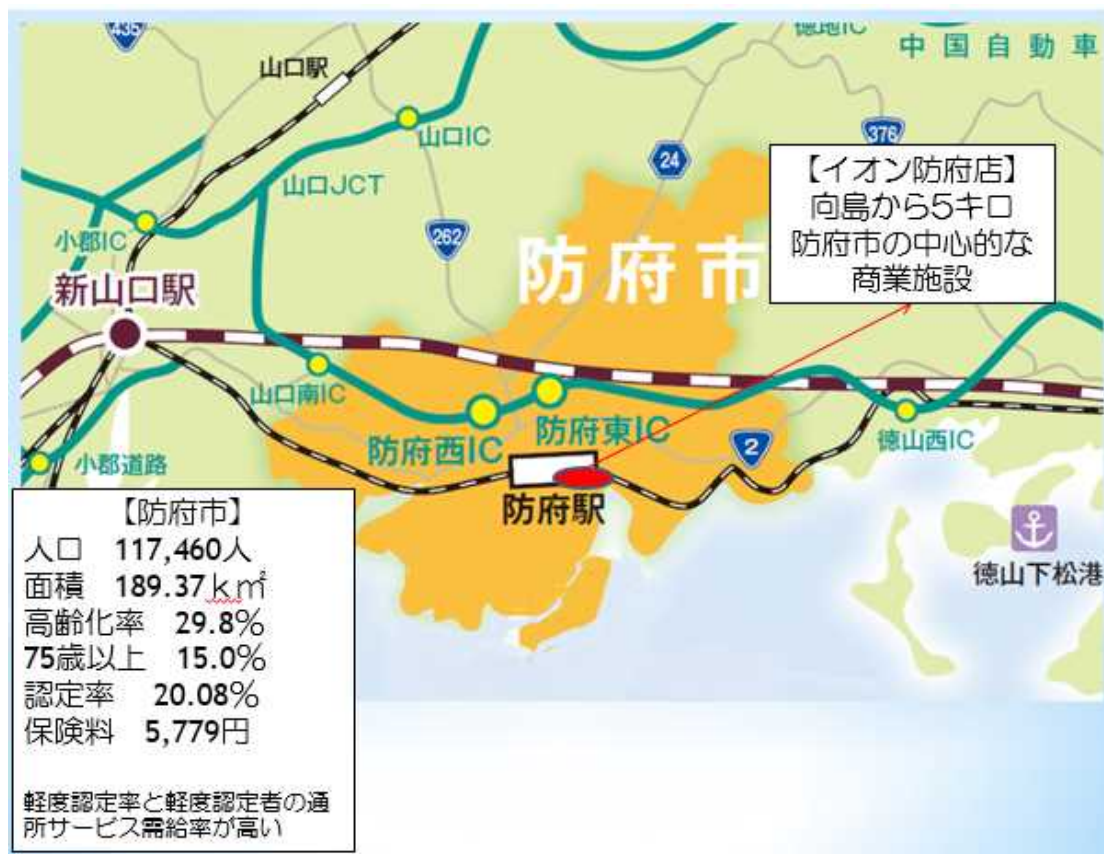 435
徳地IC
中国自動車
山口駅
山口IC
376
24
【イオン防府店】
向島から5キロ
防府市の中心的な
商業施設
山口JCT
小郡IC
262
防府市
新山口駅
山口南IC
防府西IC
防府東IC
2
徳山西IC
小郡道路
防府駅
徳山下松港
【防府市】
人口 117,460人
面積 189.37k㎡
高齢化率 29.8%
75歳以上 15.0%
認定率 20.08%
保険料 5,779円
軽度認定率と軽度認定者の通
所サービス需給率が高い